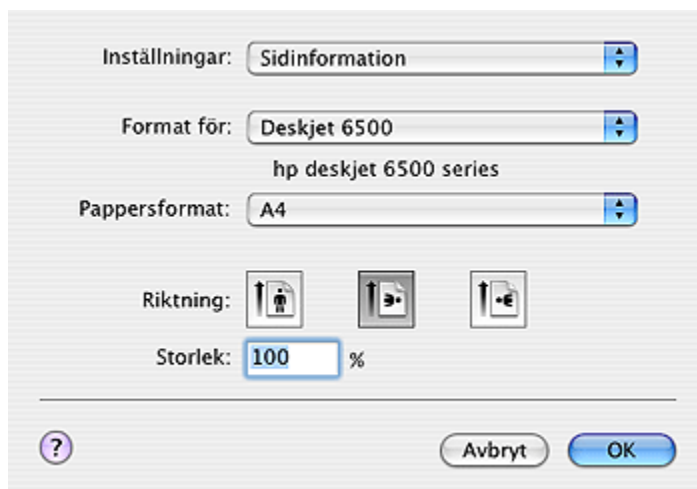 Inställningar: Sidinformation
Format för: Deskjet 6500
hp deskjet 6500 series
Pappersformat: A4
Riktning:
Storlek: 100 %
? Avbryt OK